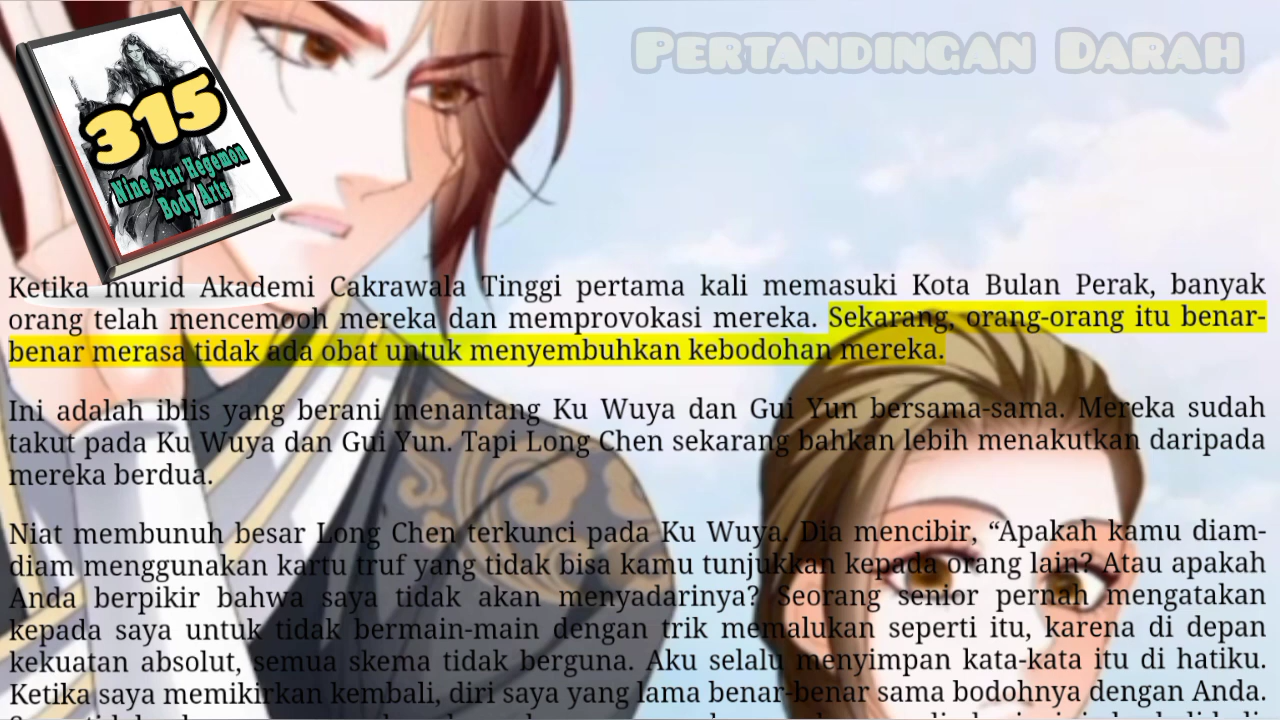 Pertandingan Darah
315
Nine Star Hegemon
Body Arts
Ketika murid Akademi Cakrawala Tinggi pertama kali memasuki Kota Bulan Perak, banyak
orang telah mencemooh mereka dan memprovokasi mereka. Sekarang, orang-orang itu benar-
benar merasa tidak ada obat untuk menyembuhkan kebodohan mereka.
Ini adalah iblis yang berani menantang Ku Wuya dan Gui Yun bersama-sama. Mereka sudah
takut pada Ku Wuya dan Gui Yun. Tapi Long Chen sekarang bahkan lebih menakutkan daripada
mereka berdua.
Niat membunuh besar Long Chen terkunci pada Ku Wuya. Dia mencibir, “Apakah kamu diam-
diam menggunakan kartu truf yang tidak bisa kamu tunjukkan kepada orang lain? Atau apakah
Anda berpikir bahwa saya tidak akan menyadarinya? Seorang senior pernah mengatakan
kepada saya untuk tidak bermain-main dengan trik memalukan seperti itu, karena di depan
kekuatan absolut, semua skema tidak berguna. Aku selalu menyimpan kata-kata itu di hatiku.
Ketika saya memikirkan kembali, diri saya yang lama benar-benar sama bodohnya dengan Anda.